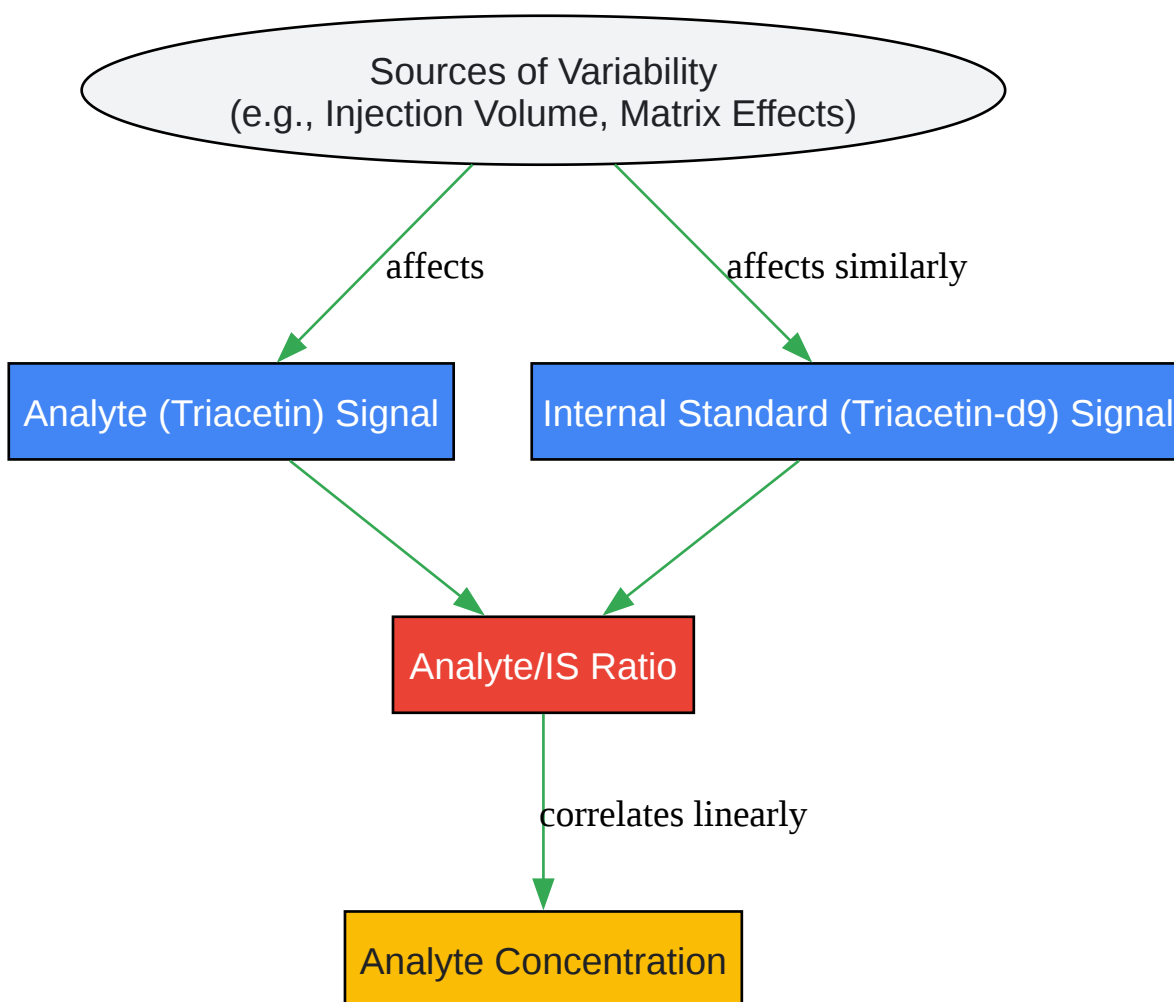 Sources of Variability
(e.g., Injection Volume, Matrix Effects)
affects
affects similarly
Analyte (Triacetin) Signal
Internal Standard (Triacetin-d9) Signal
Analyte/IS Ratio
correlates linearly
Analyte Concentration